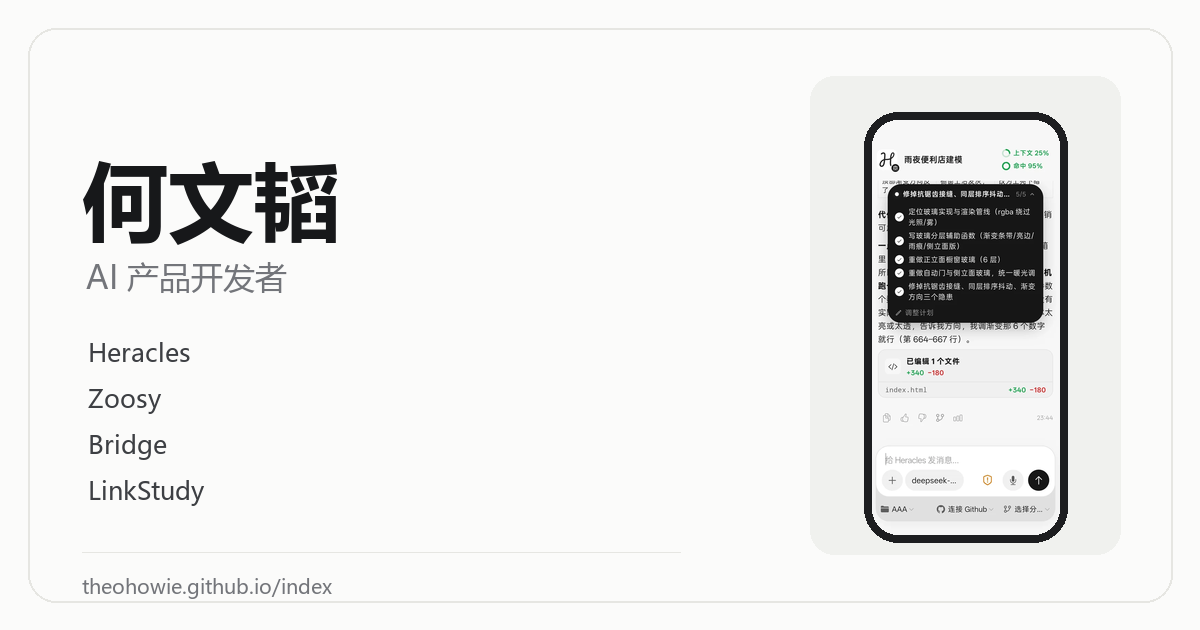 何文韬
AI 产品开发者
Heracles
Zoosy
Bridge
LinkStudy
theohowie.github.io/index
雨夜便利店建模
上下文 25%
命中 95%
修掉抗锯齿接缝、同层排序抖动... 5/5
定位玻璃实现与渲染管线（rgba 绕过
光照/雾）
写玻璃分层辅助函数（渐变条带/亮边/
雨痕/侧立面版）
重做正立面橱窗玻璃（6 层）
重做自动门与侧立面玻璃，统一暖光调
修掉抗锯齿接缝、同层排序抖动、渐变
方向三个隐患
调整计划
亮或太透，告诉我方向，我调渐变那 6 个数字
就行（第 664–667 行）。
已编辑 1 个文件
+340 -180
index.html +340 -180
23:44
给 Heracles 发消息...
deepseek-...
AAA 连接 Github 选择分...